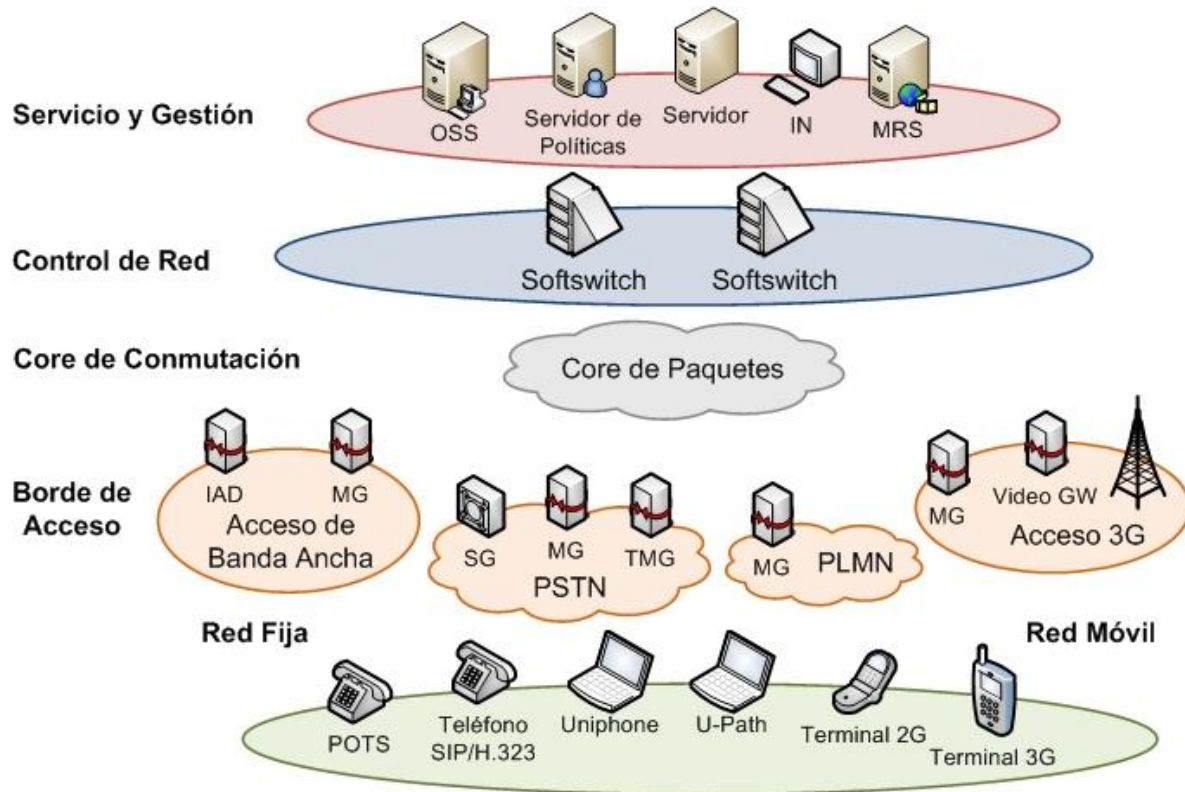 Servicio y Gestión
OSS
Servidor de
Políticas
Servidor
IN
MRS
Control de Red
Softswitch
Softswitch
Core de Conmutación
Core de Paquetes
Borde de
Acceso
IAD
MG
Acceso de
Banda Ancha
SG
MG
TMG
PSTN
MG
PLMN
MG
Video GW
Acceso 3G
Red Fija
Red Móvil
POTS
Teléfono
SIP/H.323
Uniphone
U-Path
Terminal 2G
Terminal 3G